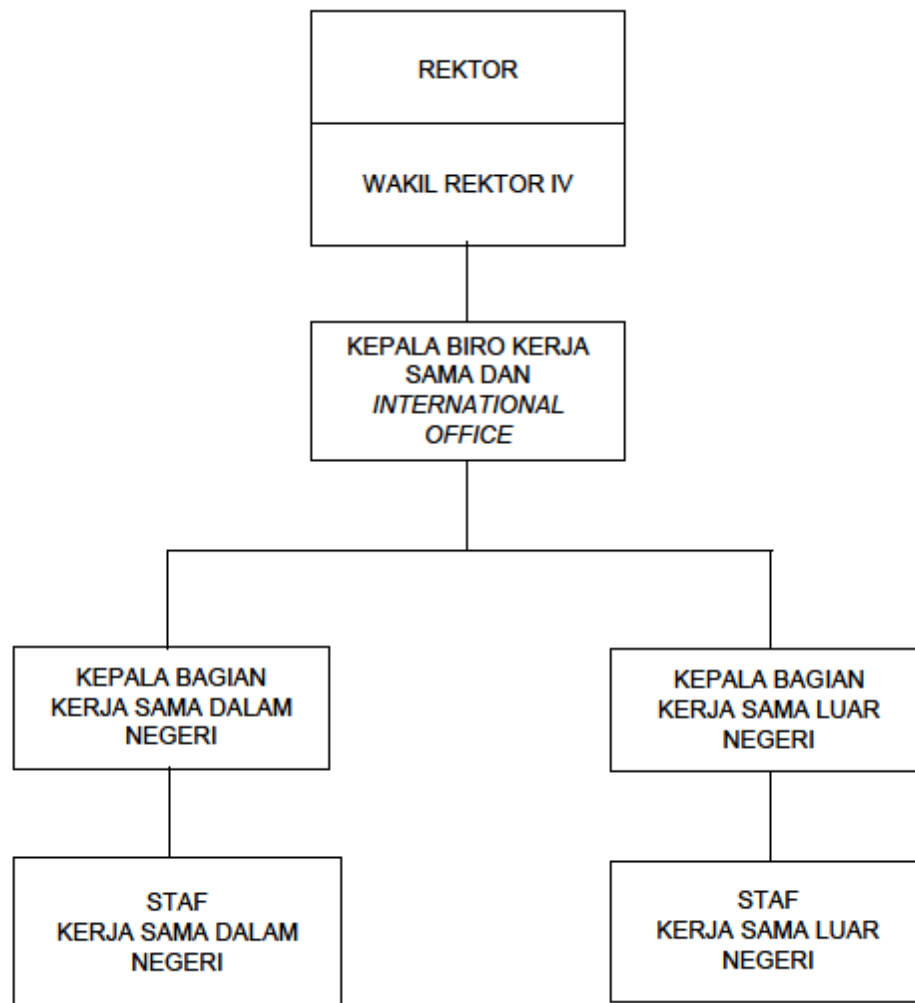 REKTOR
WAKIL REKTOR IV
KEPALA BIRO KERJA
SAMA DAN
INTERNATIONAL
OFFICE
KEPALA BAGIAN
KERJA SAMA DALAM
NEGERI
KEPALA BAGIAN
KERJA SAMA LUAR
NEGERI
STAF
KERJA SAMA DALAM
NEGERI
STAF
KERJA SAMA LUAR
NEGERI